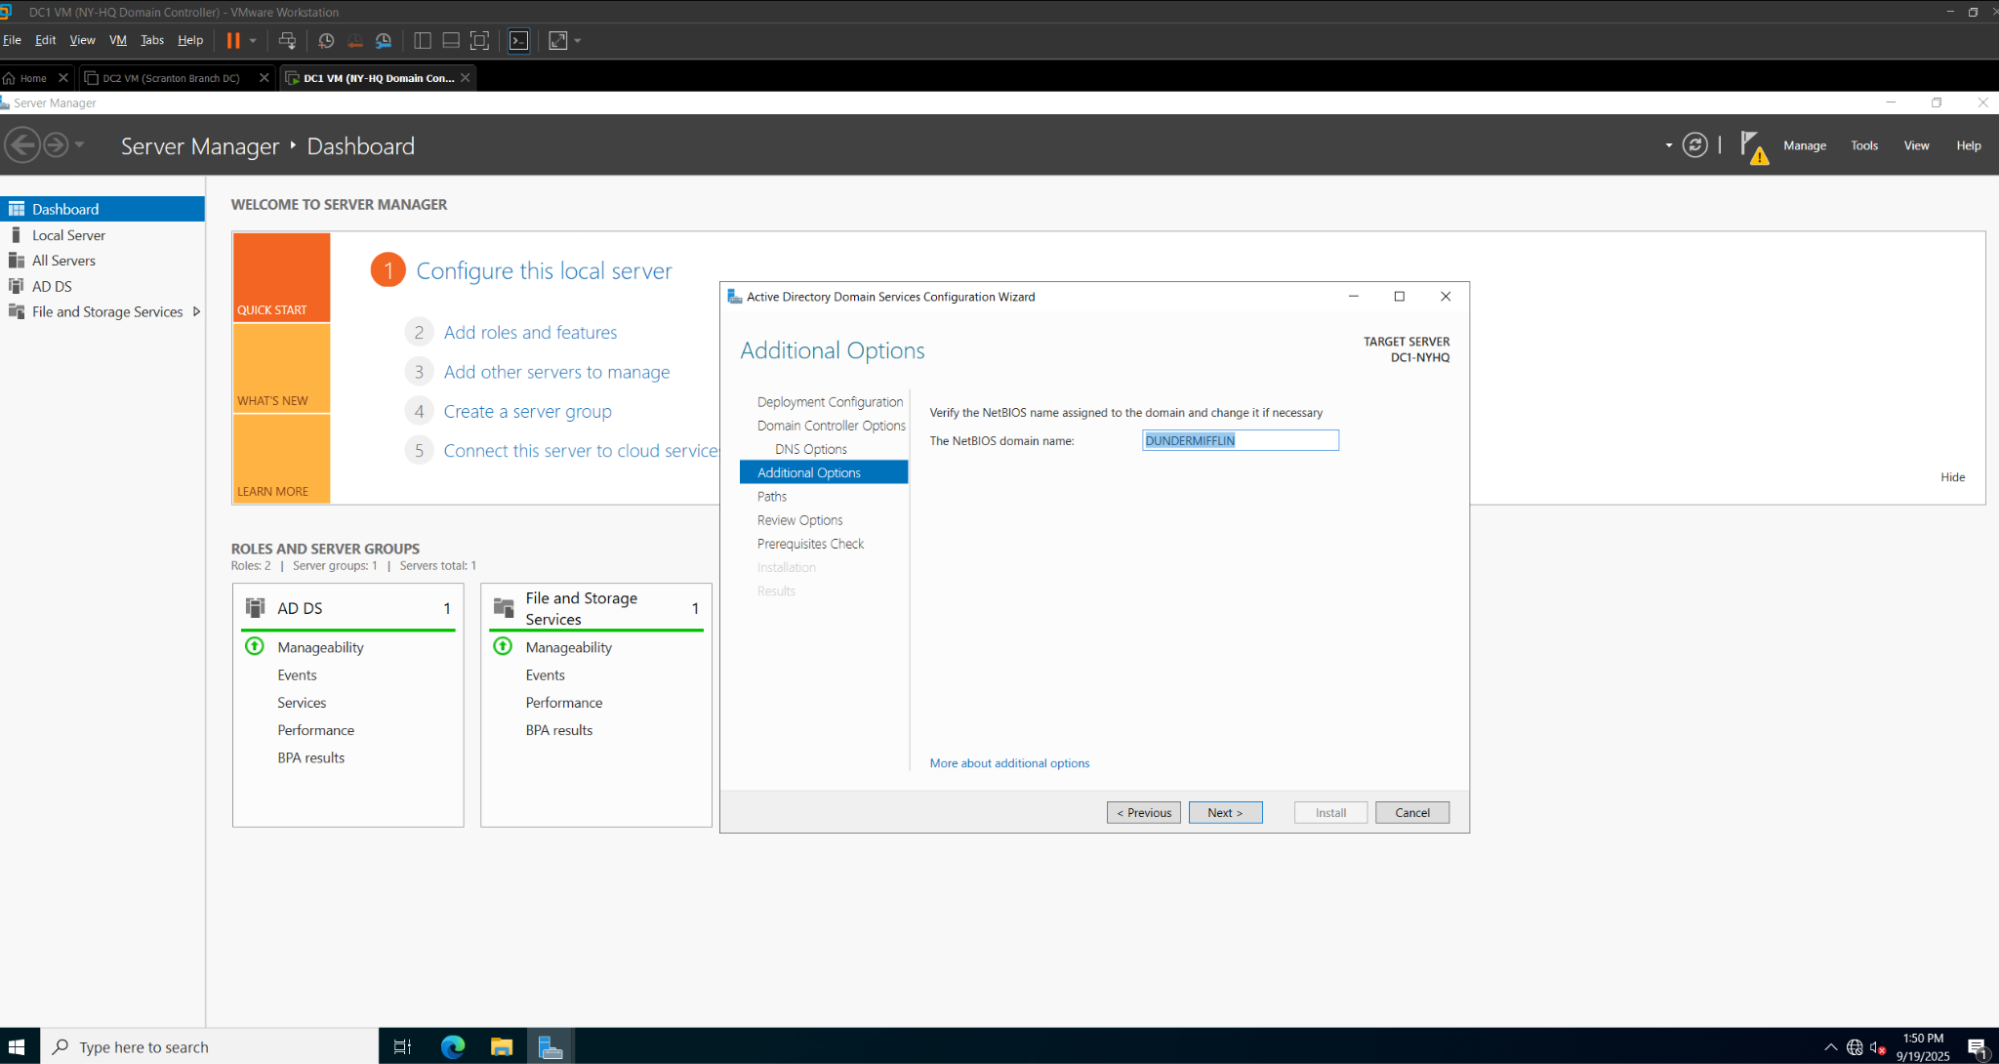 DC1 VM (NY-HQ Domain Controller) - VMware Workstation
File Edit View VM Tabs Help
Home DC2 VM (Scranton Branch DC) DC1 VM (NY-HQ Domain Con...
Server Manager
Server Manager Dashboard
Manage Tools View Help
Dashboard
Local Server
All Servers
AD DS
File and Storage Services
WELCOME TO SERVER MANAGER
QUICK START
WHAT'S NEW
LEARN MORE
1 Configure this local server
2 Add roles and features
3 Add other servers to manage
4 Create a server group
5 Connect this server to cloud service
Hide
ROLES AND SERVER GROUPS
Roles: 2 | Server groups: 1 | Servers total: 1
AD DS 1
Manageability
Events
Services
Performance
BPA results
File and Storage
Services 1
Manageability
Events
Performance
BPA results
Active Directory Domain Services Configuration Wizard
Additional Options
TARGET SERVER
DC1-NYHQ
Deployment Configuration
Domain Controller Options
DNS Options
Additional Options
Paths
Review Options
Prerequisites Check
Installation
Results
Verify the NetBIOS name assigned to the domain and change it if necessary
The NetBIOS domain name: DUNDERMIFFLIN
More about additional options
< Previous Next > Install Cancel
Type here to search
1:50 PM
9/19/2025
1